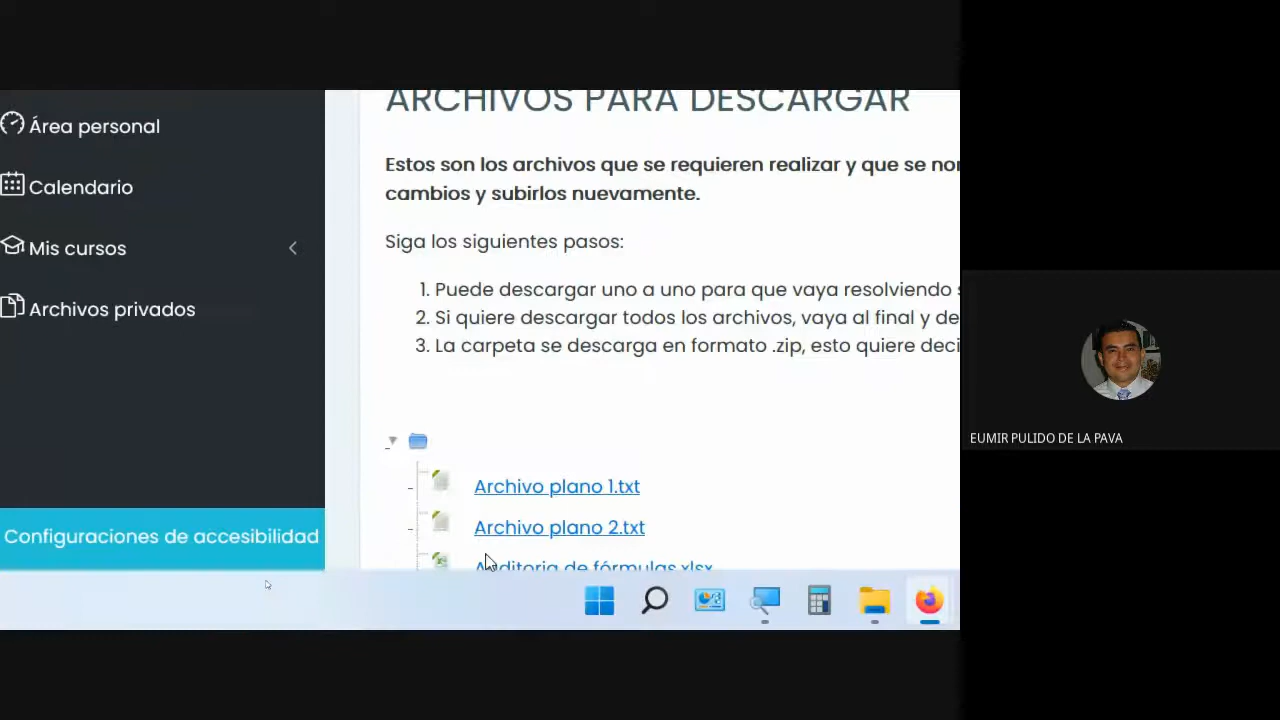 ARCHIVOS PARA DESCARGAR
Área personal
Calendario
Mis cursos
Archivos privados
Configuraciones de accesibilidad
Estos son los archivos que se requieren realizar y que se
cambios y subirlos nuevamente.
Siga los siguientes pasos:
1. Puede descargar uno a uno para que vaya resolviendo
2. Si quiere descargar todos los archivos, vaya al final y
3. La carpeta se descarga en formato .zip, esto quiere
Archivo plano 1.txt
Archivo plano 2.txt
Auditoria de fórmulas.xlsx
EUMIR PULIDO DE LA PAVA